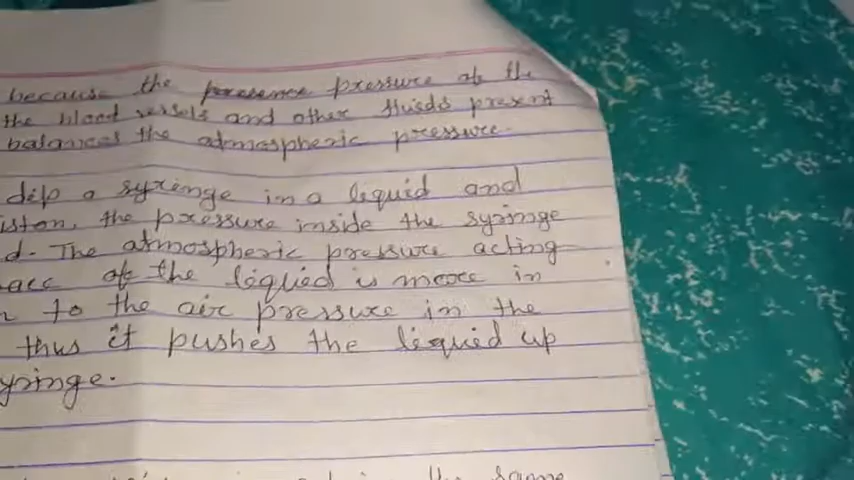 because the presence pressure of the
the blood vessels and other fluids present
balances the atmospheric pressure.
dip a syringe in a liquid and
iston, the pressure inside the syringe
d. The atmospheric pressure acting
ace of the liquid is more in
n to the air pressure in the
thus it pushes the liquid up
yringe.
the same